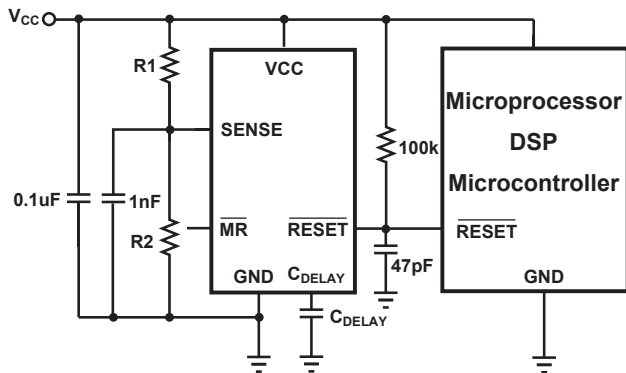 VCC
R1
VCC
SENSE
0.1uF
1nF
R2
MR
RESET
GND
CDELAY
CDELAY
100k
47pF
Microprocessor
DSP
Microcontroller
RESET
GND